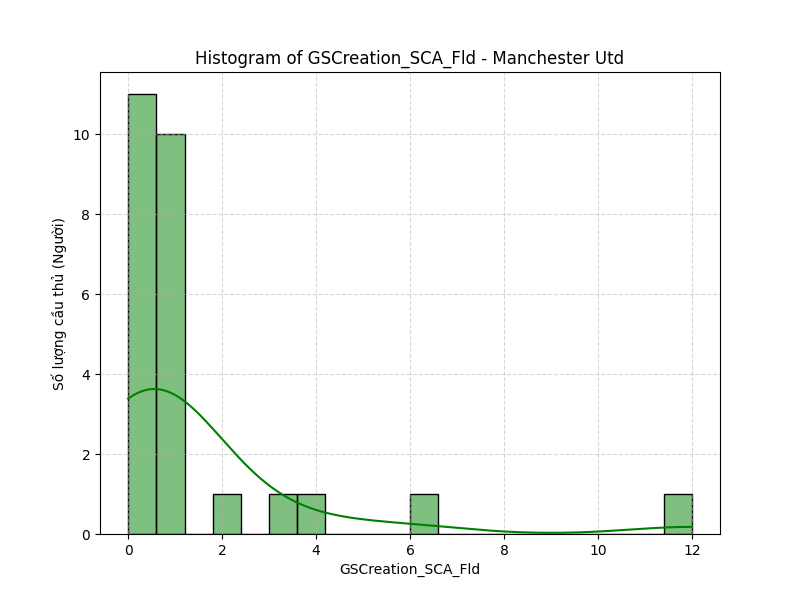 Histogram of GSCreation_SCA_Fld - Manchester Utd
Số lượng cầu thủ (Người)
10
8
6
4
2
0
0 2 4 6 8 10 12
GSCreation_SCA_Fld